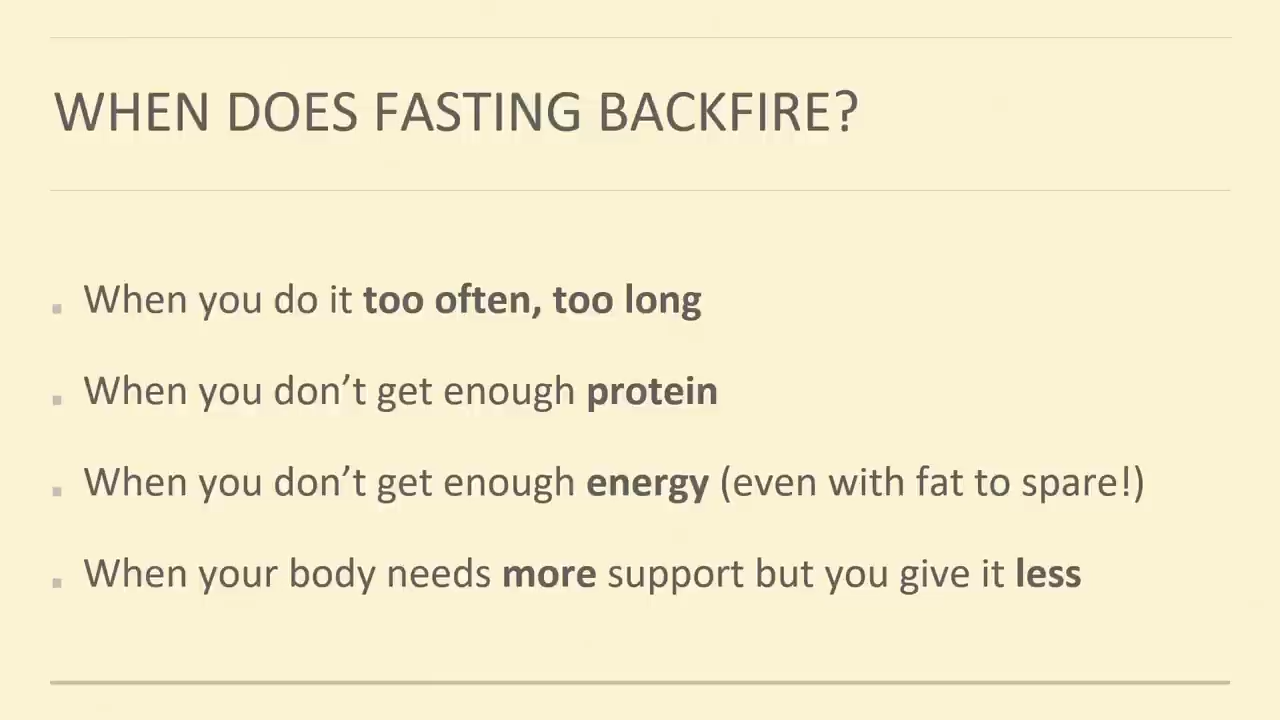 WHEN DOES FASTING BACKFIRE?
When you do it too often, too long
When you don’t get enough protein
When you don’t get enough energy (even with fat to spare!)
When your body needs more support but you give it less